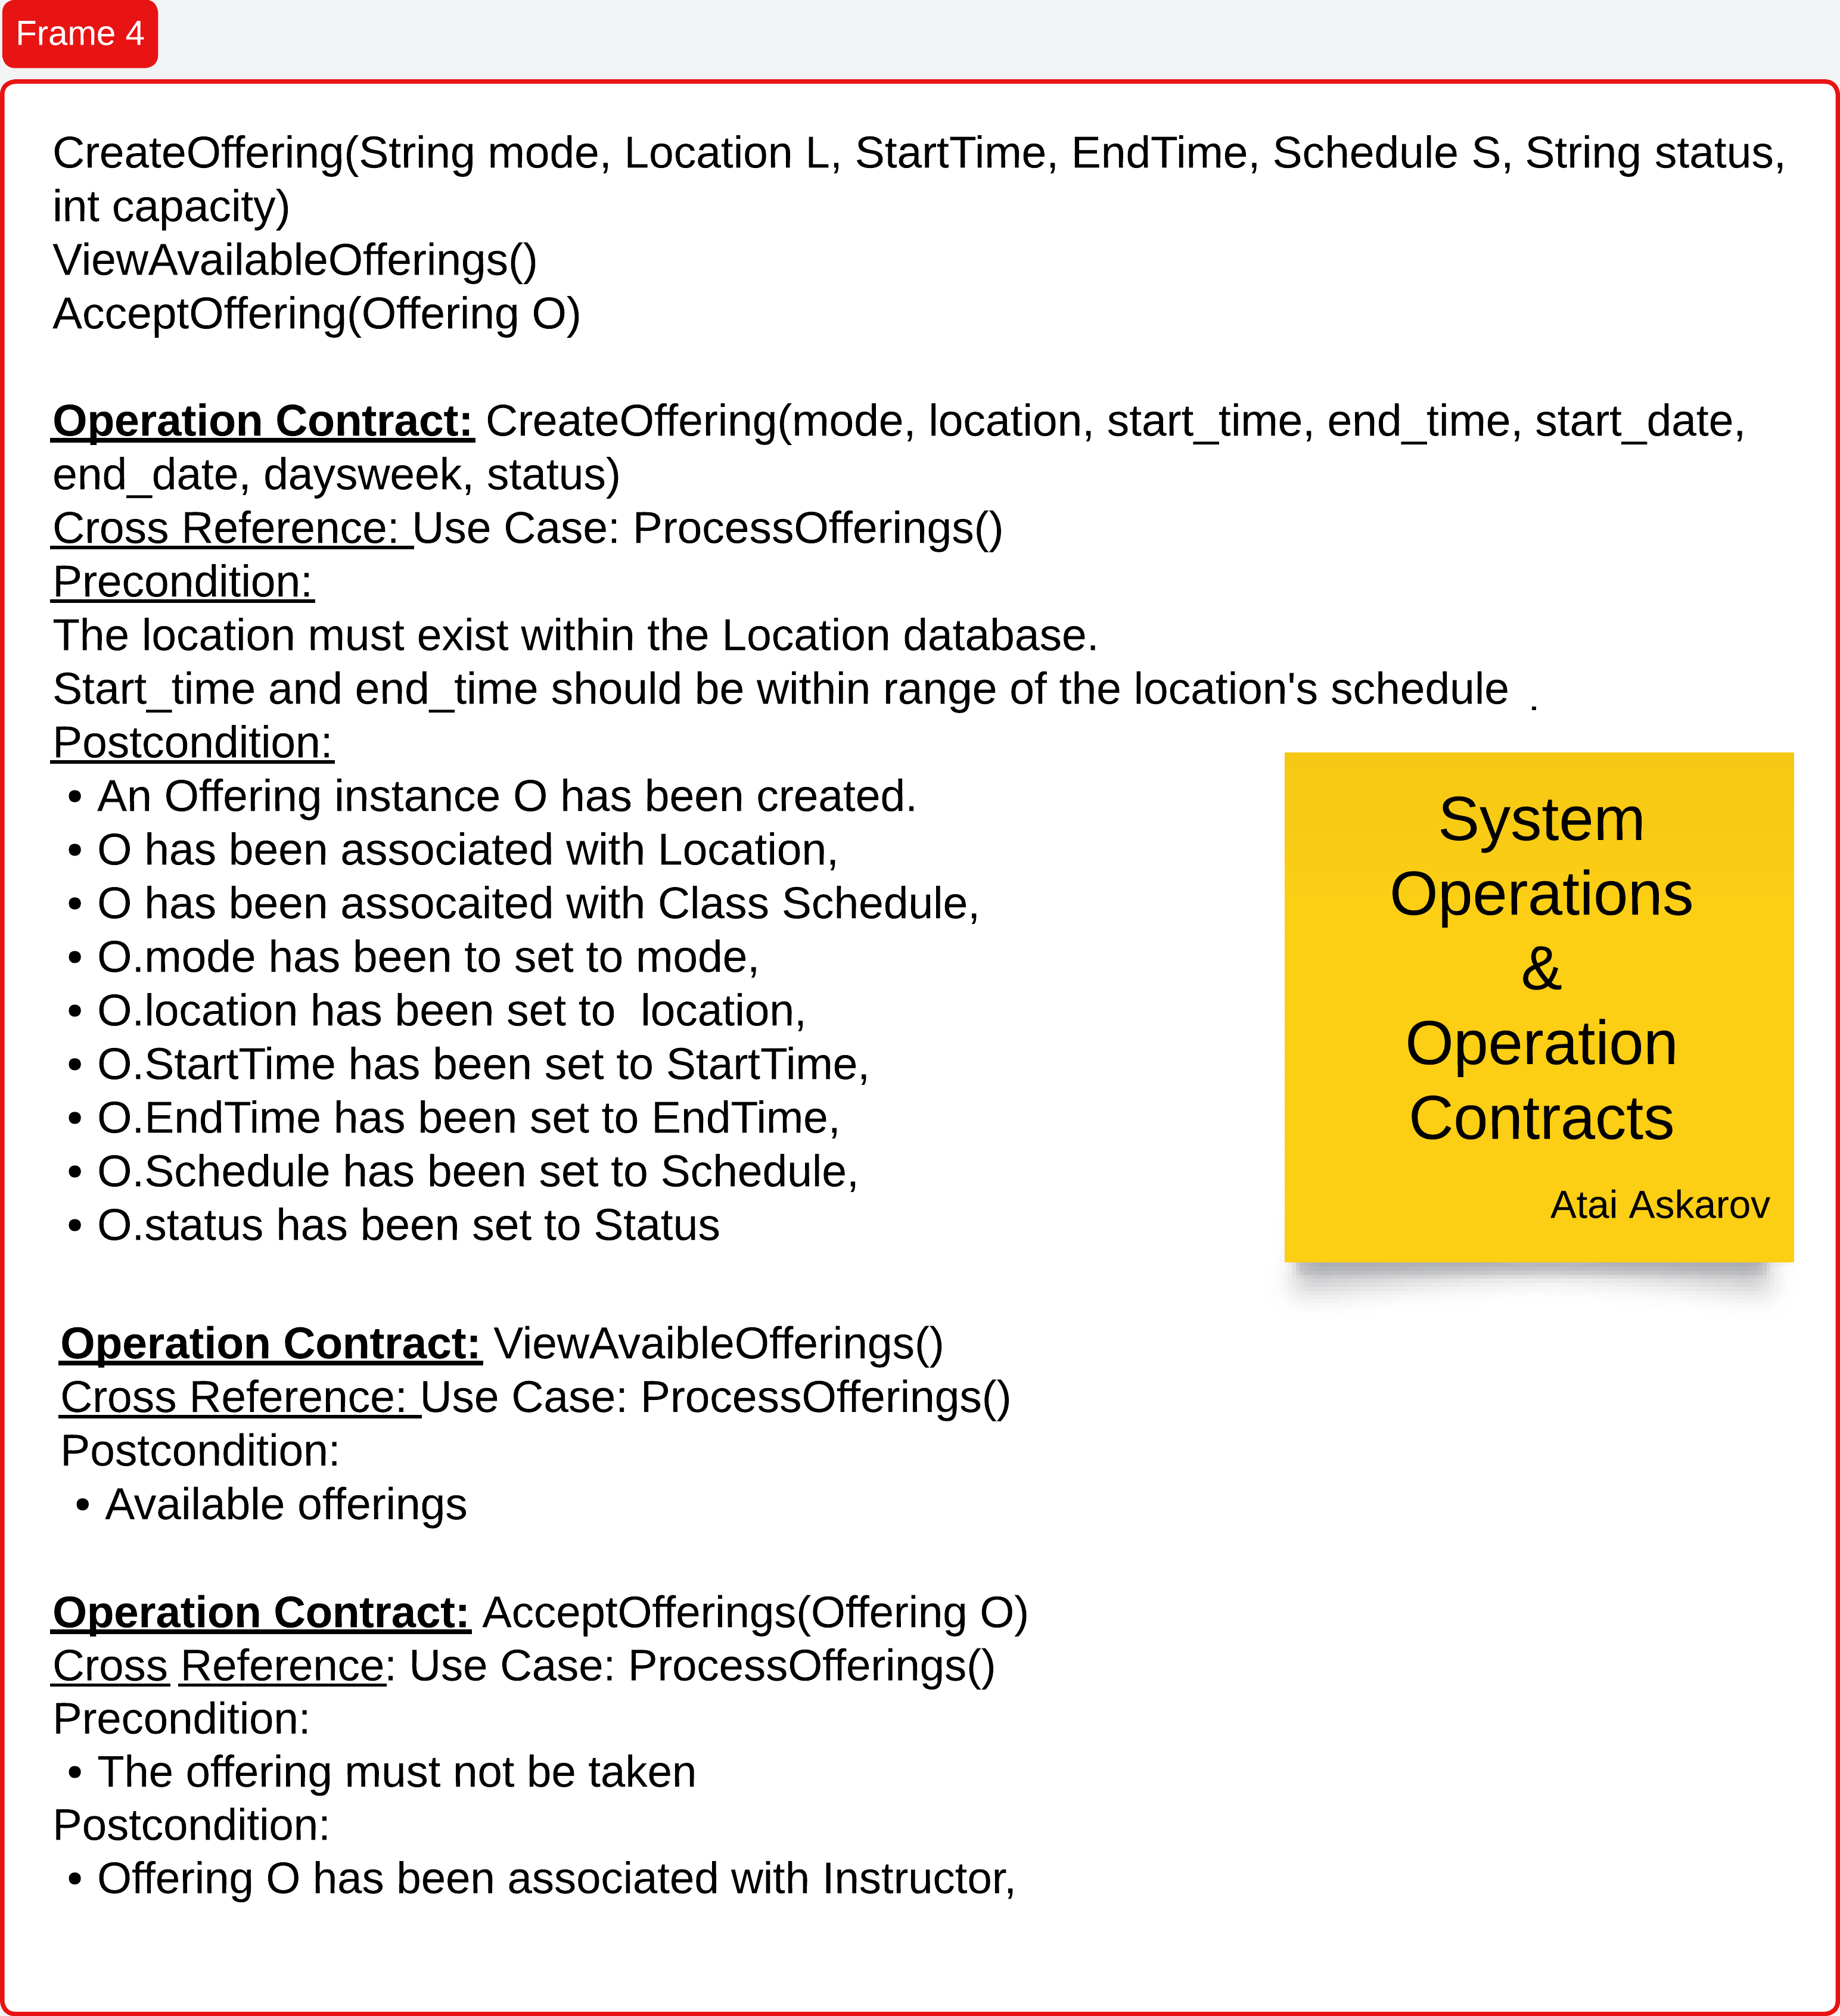 Frame 4
CreateOffering(String mode, Location L, StartTime, EndTime, Schedule S, String status,
int capacity)
ViewAvailableOfferings()
AcceptOffering(Offering O)
Operation Contract: CreateOffering(mode, location, start_time, end_time, start_date,
end_date, daysweek, status)
Cross Reference: Use Case: ProcessOfferings()
Precondition:
The location must exist within the Location database.
Start_time and end_time should be within range of the location's schedule .
Postcondition:
• An Offering instance O has been created.
• O has been associated with Location,
• O has been assocaited with Class Schedule,
• O.mode has been to set to mode,
• O.location has been set to  location,
• O.StartTime has been set to StartTime,
• O.EndTime has been set to EndTime,
• O.Schedule has been set to Schedule,
• O.status has been set to Status
System
Operations
&
Operation
Contracts
Atai Askarov
Operation Contract: ViewAvaibleOfferings()
Cross Reference: Use Case: ProcessOfferings()
Postcondition:
• Available offerings
Operation Contract: AcceptOfferings(Offering O)
Cross Reference: Use Case: ProcessOfferings()
Precondition:
• The offering must not be taken
Postcondition:
• Offering O has been associated with Instructor,